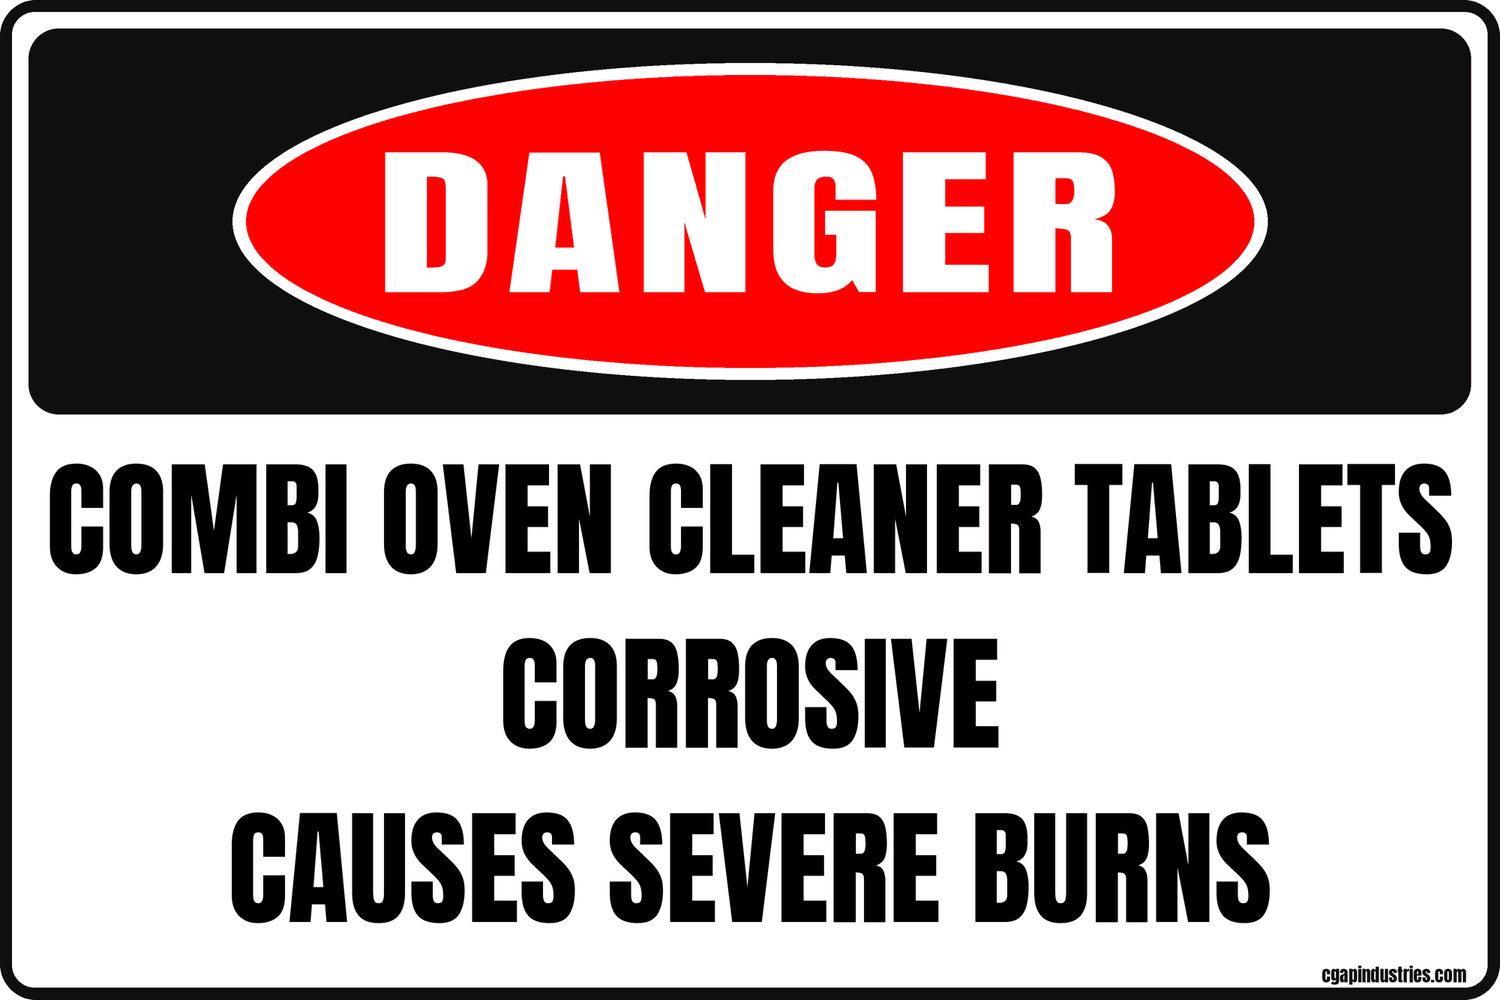 DANGER
COMBI OVEN CLEANER TABLETS
CORROSIVE
CAUSES SEVERE BURNS
cgapindustries.com